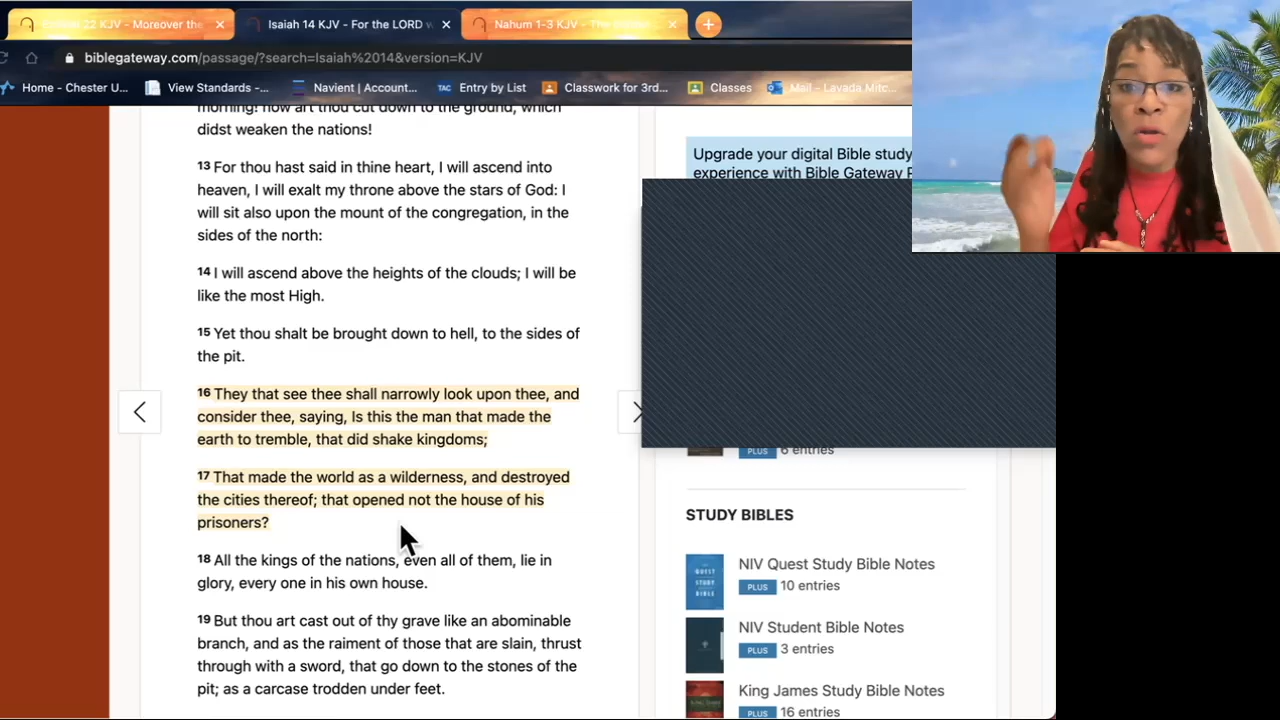 22 KJV - Moreover the
Isaiah 14 KJV - For the LORD w
Nahum 1-3 KJV - The
biblegateway.com/passage/?search=Isaiah%2014&version=KJV
Home - Chester U...
View Standards -...
Navient | Account...
TAC Entry by List
Classwork for 3rd...
Classes
Mail - Lavada Mitc...
morning! how art thou cut down to the ground, which
didst weaken the nations!
13 For thou hast said in thine heart, I will ascend into
heaven, I will exalt my throne above the stars of God: I
will sit also upon the mount of the congregation, in the
sides of the north:
14 I will ascend above the heights of the clouds; I will be
like the most High.
15 Yet thou shalt be brought down to hell, to the sides of
the pit.
16 They that see thee shall narrowly look upon thee, and
consider thee, saying, Is this the man that made the
earth to tremble, that did shake kingdoms;
17 That made the world as a wilderness, and destroyed
the cities thereof; that opened not the house of his
prisoners?
18 All the kings of the nations, even all of them, lie in
glory, every one in his own house.
19 But thou art cast out of thy grave like an abominable
branch, and as the raiment of those that are slain, thrust
through with a sword, that go down to the stones of the
pit; as a carcase trodden under feet.
Upgrade your digital Bible study
experience with Bible Gateway
PLUS 6 entries
STUDY BIBLES
NIV Quest Study Bible Notes
PLUS 10 entries
NIV Student Bible Notes
PLUS 3 entries
King James Study Bible Notes
PLUS 16 entries